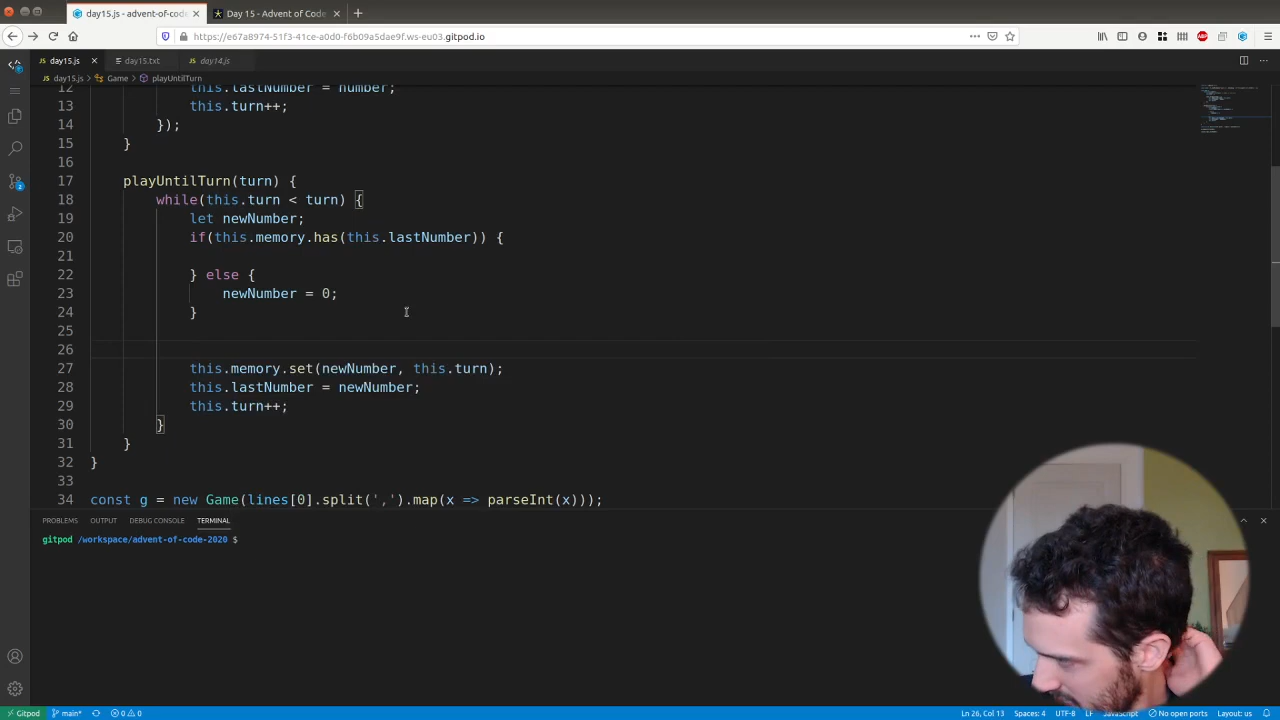 day15.js - advent-of-code-
Day 15 - Advent of Code
https://e67a8974-51f3-41ce-a0d0-f6b09a5dae9f.ws-eu03.gitpod.io
day15.js
day15.txt
day14.js
day15.js > Game > playUntilTurn
12 this.lastNumber = number;
13 this.turn++;
14 });
15 }
16
17 playUntilTurn(turn) {
18 while(this.turn < turn) {
19 let newNumber;
20 if(this.memory.has(this.lastNumber)) {
21
22 } else {
23 newNumber = 0;
24 }
25
26
27 this.memory.set(newNumber, this.turn);
28 this.lastNumber = newNumber;
29 this.turn++;
30 }
31 }
32 }
33
34 const g = new Game(lines[0].split(',').map(x => parseInt(x)));
PROBLEMS OUTPUT DEBUG CONSOLE TERMINAL
gitpod /workspace/advent-of-code-2020 $
Gitpod main* 0 0 Ln 26, Col 13 Spaces: 4 UTF-8 LF JavaScript No open ports Layout: us